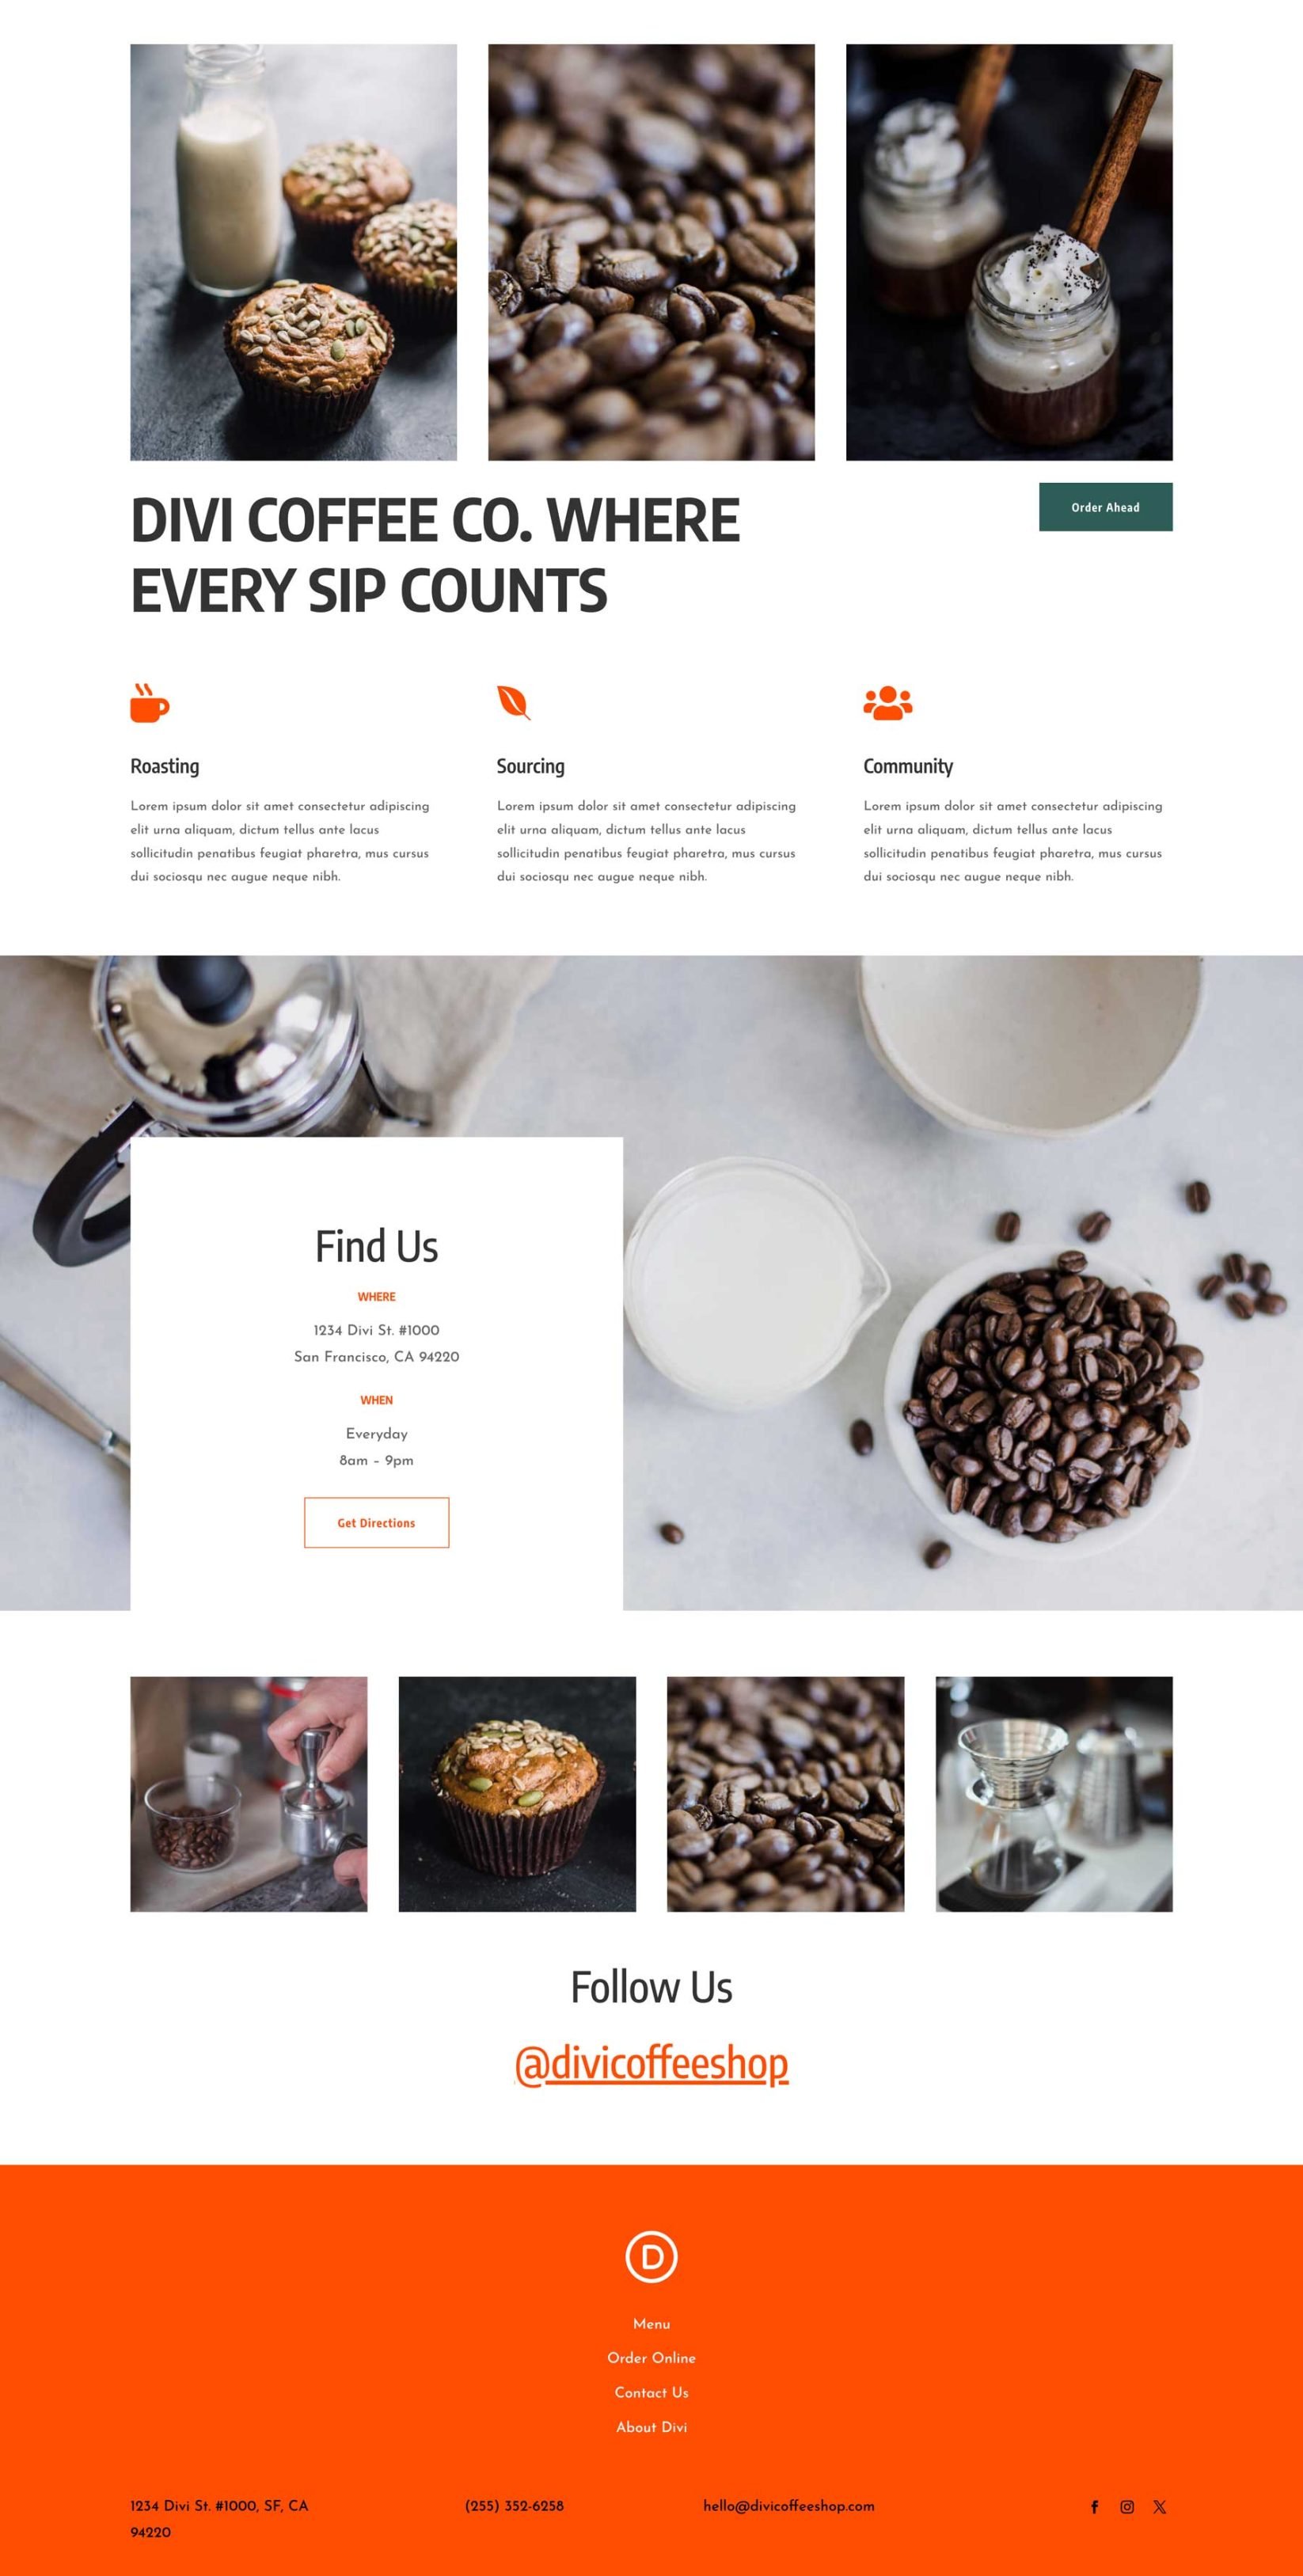 DIVI COFFEE CO. WHERE
EVERY SIP COUNTS
Order Ahead
Roasting
Lorem ipsum dolor sit amet consectetur adipiscing
elit urna aliquam, dictum tellus ante lacus
sollicitudin penatibus feugiat pharetra, mus cursus
dui sociosqu nec augue neque nibh.
Sourcing
Lorem ipsum dolor sit amet consectetur adipiscing
elit urna aliquam, dictum tellus ante lacus
sollicitudin penatibus feugiat pharetra, mus cursus
dui sociosqu nec augue neque nibh.
Community
Lorem ipsum dolor sit amet consectetur adipiscing
elit urna aliquam, dictum tellus ante lacus
sollicitudin penatibus feugiat pharetra, mus cursus
dui sociosqu nec augue neque nibh.
Find Us
WHERE
1234 Divi St. #1000
San Francisco, CA 94220
WHEN
Everyday
8am – 9pm
Get Directions
Follow Us
@divicoffeeshop
D
Menu
Order Online
Contact Us
About Divi
1234 Divi St. #1000, SF, CA
94220
(255) 352-6258
hello@divicoffeeshop.com